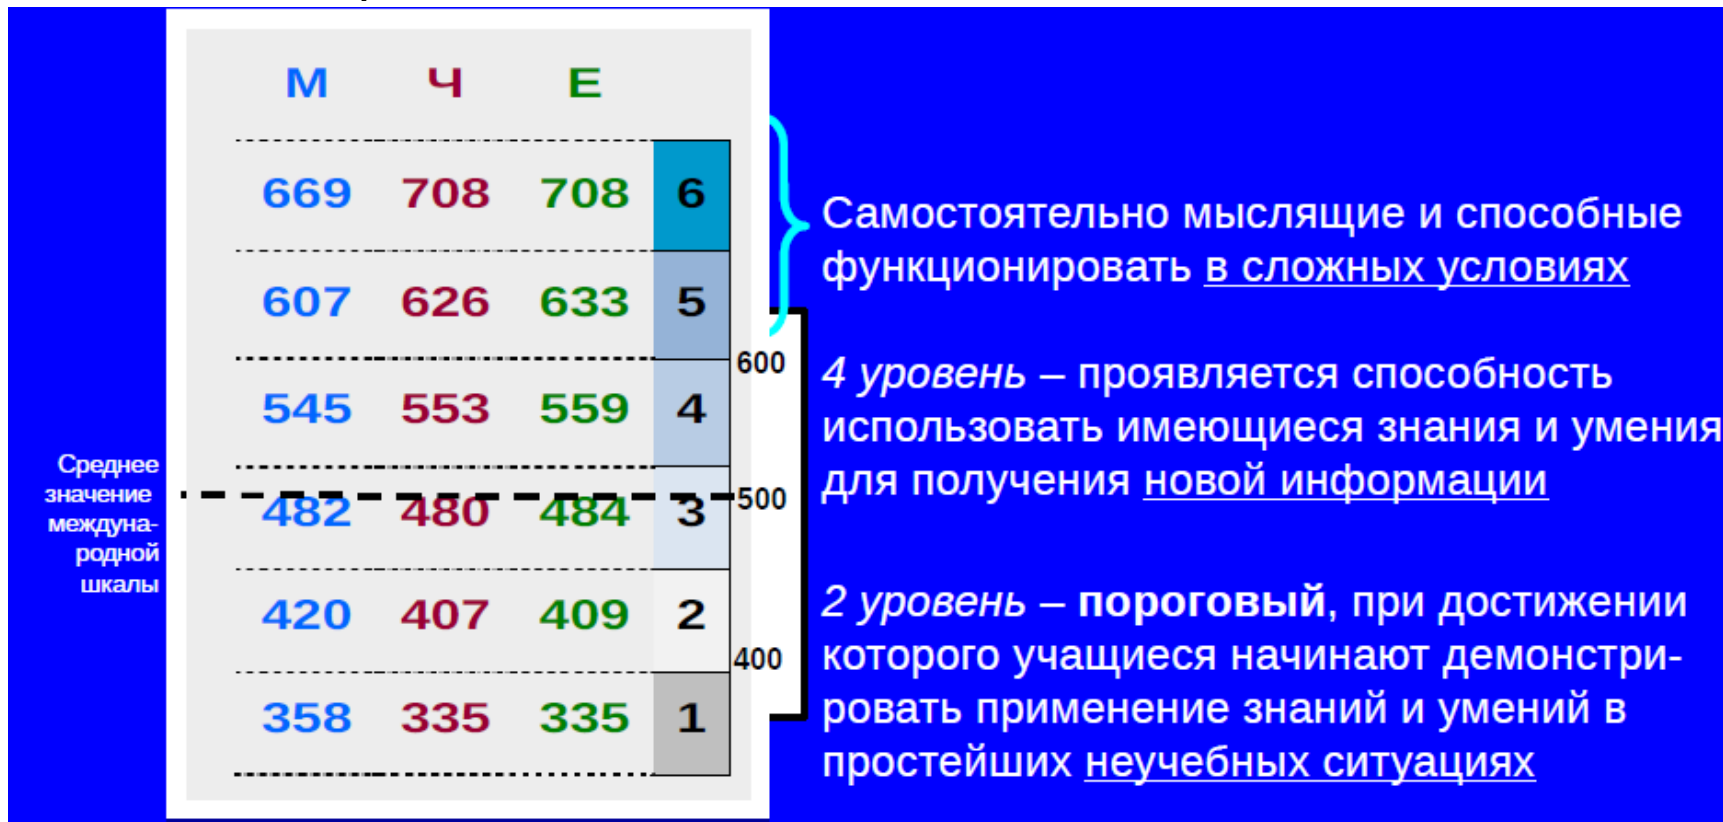 М Ч Е
669 708 708 6
607 626 633 5
600
545 553 559 4
482 480 484 3
500
420 407 409 2
400
358 335 335 1
Среднее
значение
междуна-
родной
шкалы
Самостоятельно мыслящие и способные
функционировать в сложных условиях
4 уровень – проявляется способность
использовать имеющиеся знания и умения
для получения новой информации
2 уровень – пороговый, при достижении
которого учащиеся начинают демонстри-
ровать применение знаний и умений в
простейших неучебных ситуациях